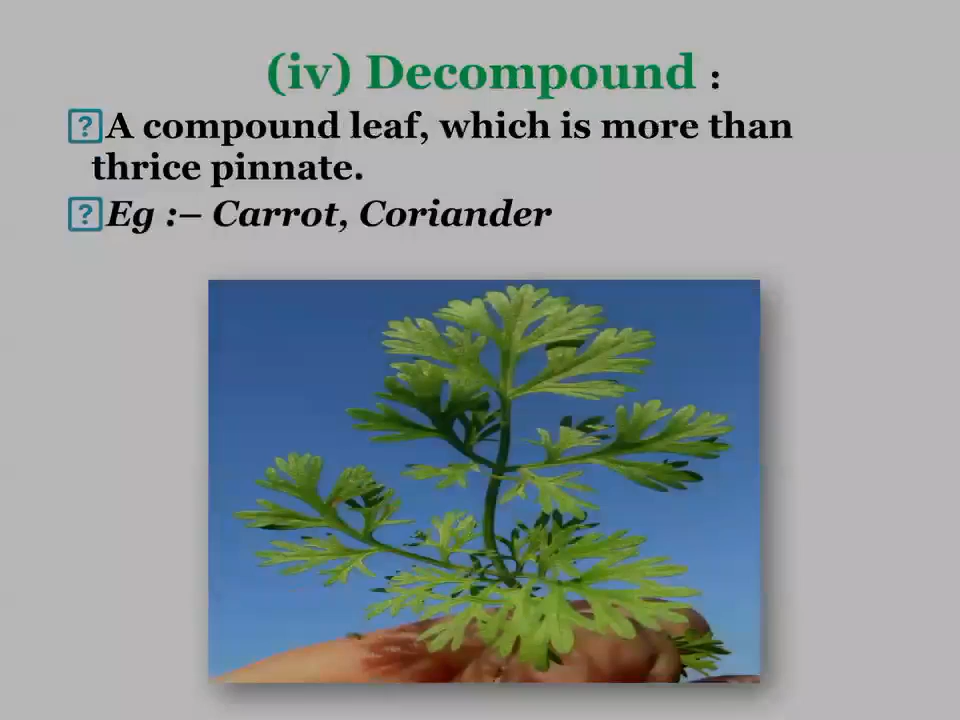 (iv) Decompound :
A compound leaf, which is more than
thrice pinnate.
Eg :– Carrot, Coriander